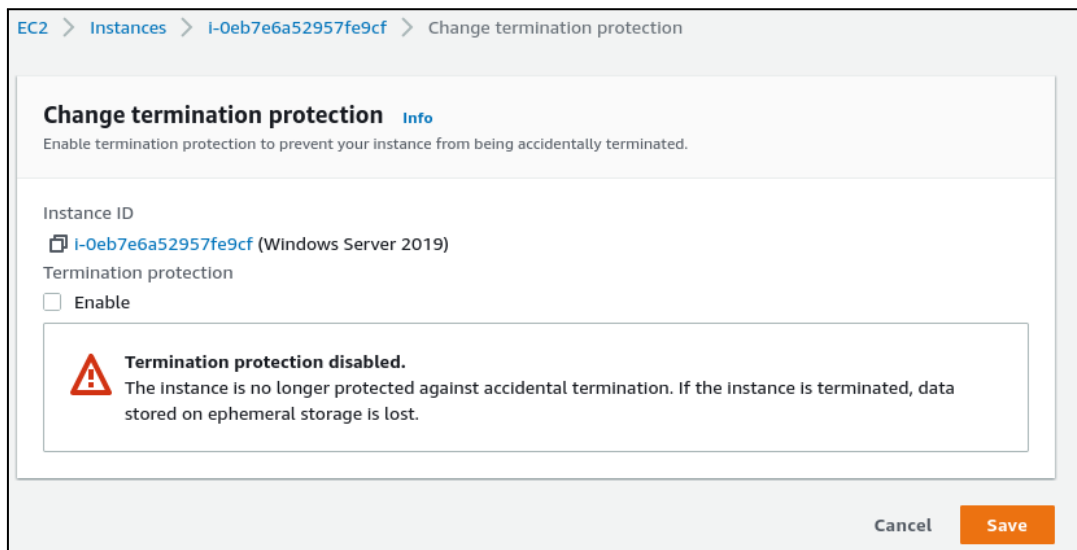 EC2 > Instances > i-0eb7e6a52957fe9cf > Change termination protection
Change termination protection Info
Enable termination protection to prevent your instance from being accidentally terminated.
Instance ID
i-0eb7e6a52957fe9cf (Windows Server 2019)
Termination protection
Enable
Termination protection disabled.
The instance is no longer protected against accidental termination. If the instance is terminated, data
stored on ephemeral storage is lost.
Cancel Save